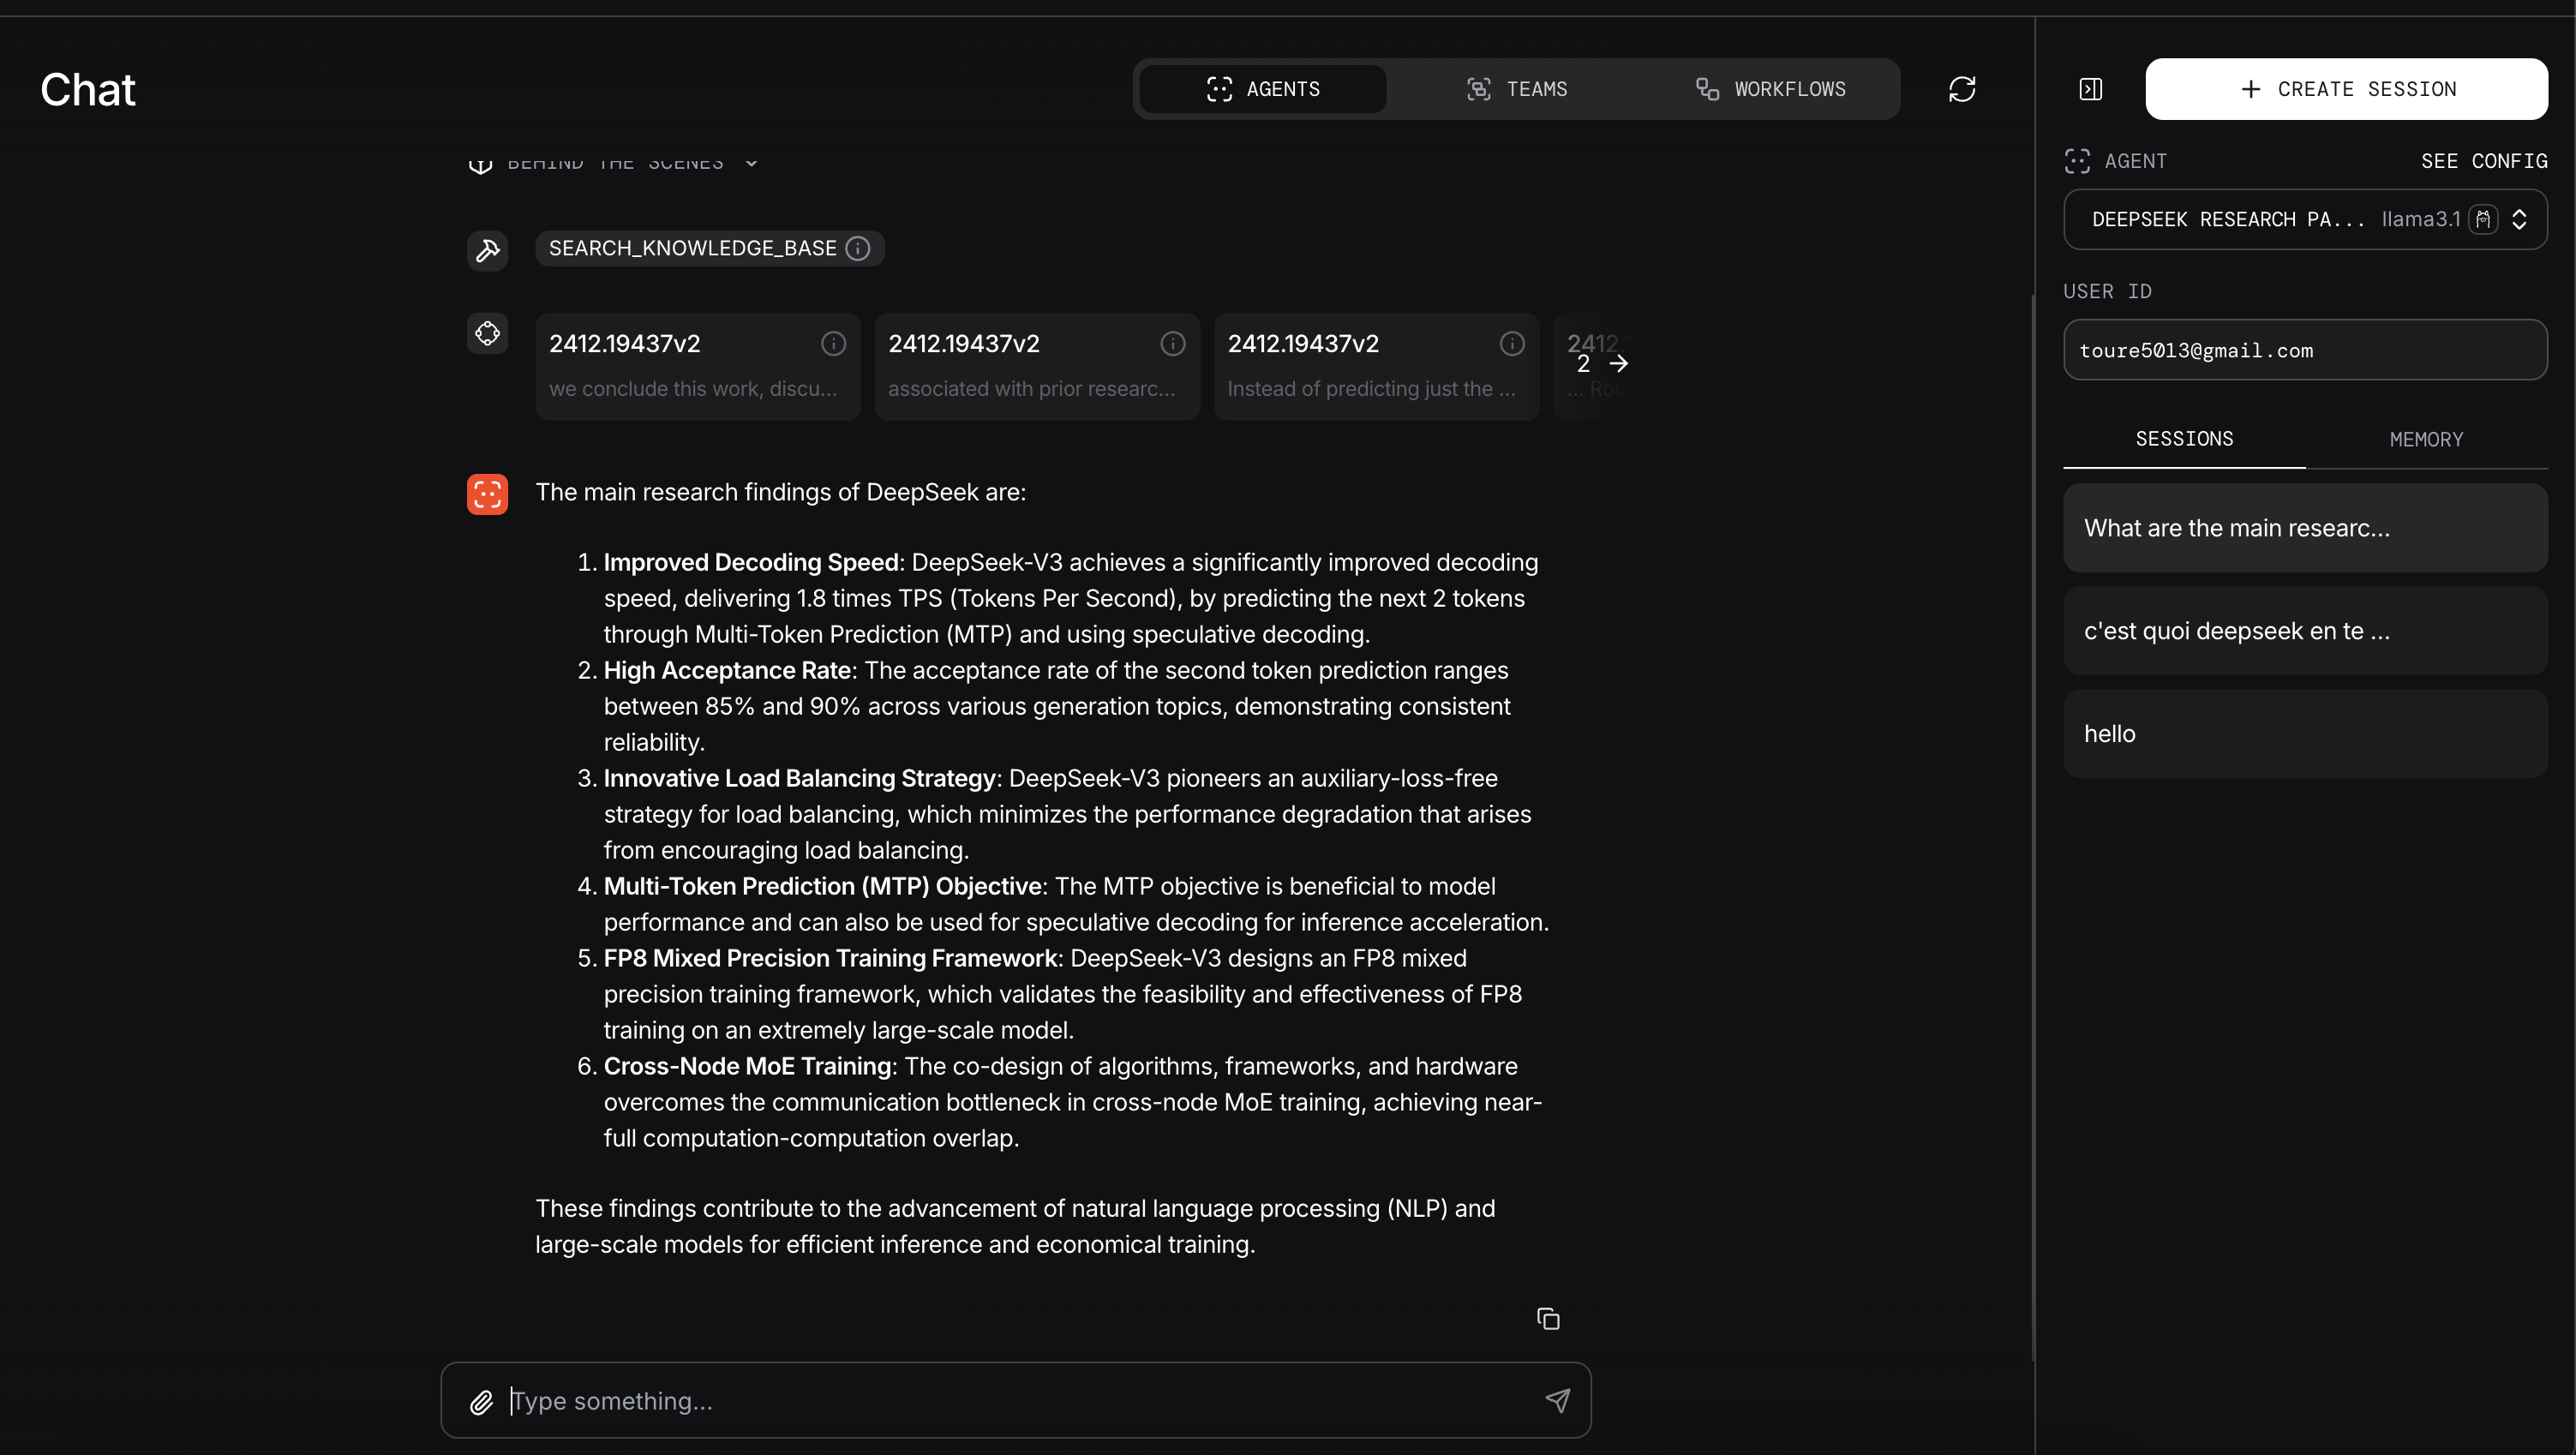 Chat
AGENTS
TEAMS
WORKFLOWS
BEHIND THE SCENES
SEARCH_KNOWLEDGE_BASE
2412.19437v2
we conclude this work, discu...
2412.19437v2
associated with prior researc...
2412.19437v2
Instead of predicting just the ...
2412.1
... Rou
2
The main research findings of DeepSeek are:
1. Improved Decoding Speed: DeepSeek-V3 achieves a significantly improved decoding
speed, delivering 1.8 times TPS (Tokens Per Second), by predicting the next 2 tokens
through Multi-Token Prediction (MTP) and using speculative decoding.
2. High Acceptance Rate: The acceptance rate of the second token prediction ranges
between 85% and 90% across various generation topics, demonstrating consistent
reliability.
3. Innovative Load Balancing Strategy: DeepSeek-V3 pioneers an auxiliary-loss-free
strategy for load balancing, which minimizes the performance degradation that arises
from encouraging load balancing.
4. Multi-Token Prediction (MTP) Objective: The MTP objective is beneficial to model
performance and can also be used for speculative decoding for inference acceleration.
5. FP8 Mixed Precision Training Framework: DeepSeek-V3 designs an FP8 mixed
precision training framework, which validates the feasibility and effectiveness of FP8
training on an extremely large-scale model.
6. Cross-Node MoE Training: The co-design of algorithms, frameworks, and hardware
overcomes the communication bottleneck in cross-node MoE training, achieving near-
full computation-computation overlap.
These findings contribute to the advancement of natural language processing (NLP) and
large-scale models for efficient inference and economical training.
Type something...
CREATE SESSION
AGENT
SEE CONFIG
DEEPSEEK RESEARCH PA... llama3.1
USER ID
toure5013@gmail.com
SESSIONS
MEMORY
What are the main researc...
c'est quoi deepseek en te ...
hello